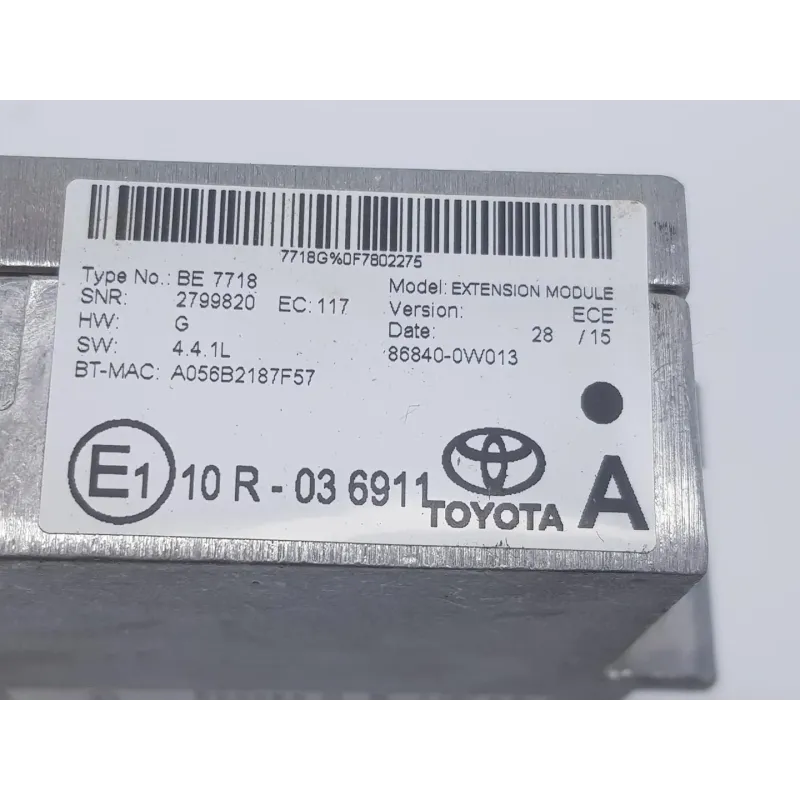 7718G%0F7802275
Type No.: BE 7718 Model: EXTENSION MODULE
SNR: 2799820 EC: 117 Version: ECE
HW: G Date: 28 /15
SW: 4.4.1L 86840-0W013
BT-MAC: A056B2187F57
E1 10 R - 03 6911 TOYOTA A